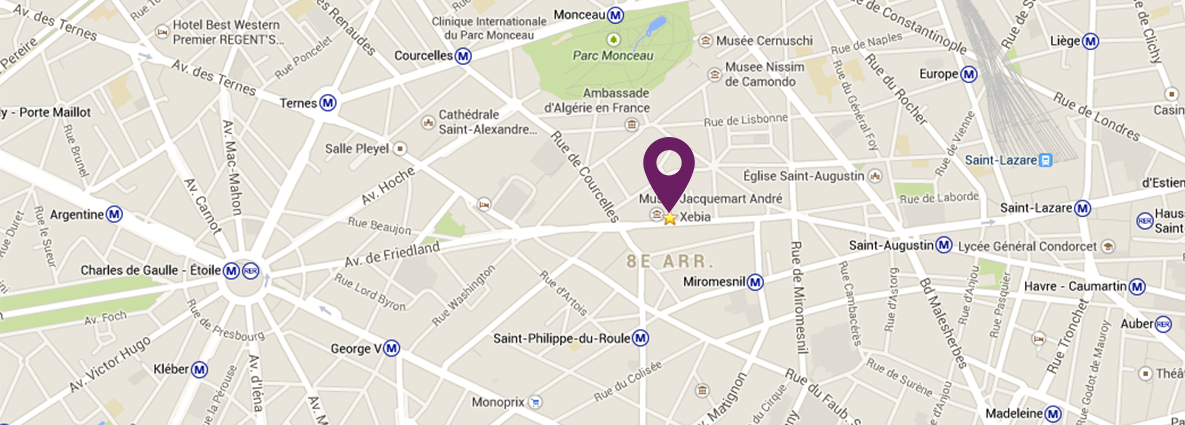 Av. des Ternes
Hotel Best Western
Premier REGENT'S...
Rue Poncelet
des Renaudes
Clinique Internationale
du Parc Monceau
Monceau
M
Courcelles
M
Parc Monceau
Musée Cernuschi
Rue de Constantinople
Rue de Naples
Liège
M
de Clichy
Pereire
Av. des Ternes
Musee Nissim
de Camondo
Rue du Rocher
Europe
M
Ternes
M
Ambassade
d'Algérie en France
Rue du Général Foy
Rue de Londres
Casin
ly - Porte Maillot
Cathédrale
Saint-Alexandre...
Rue de Lisbonne
Rue de Vienne
Rue Brunel
Av. Mac-Mahon
Salle Pleyel
Rue de Courcelles
Saint-Lazare
Av. Carnot
Av. Hoche
Église Saint-Augustin
d'Estien
Rue de Laborde
Jacquemart André
Xebia
Saint-Lazare
M
Argentine
M
Rue Beaujon
RER
Hauss
Saint-
Rue Duret
Rue le Sueur
Av. de Friedland
8E ARR.
Saint-Augustin
M
Lycée Général Condorcet
Charles de Gaulle - Étoile
M
RER
Rue Lord Byron
Rue Washington
Rue d'Artois
Miromesnil
M
Rue de Miromesnil
Rue Cambacérès
Rue d'Astorg
Bd Malesherbes
Rue d'Anjou
Rue Pasquier
Havre - Caumartin
M
Av. Foch
Rue de Presbourg
Auber
RER
George V
M
Saint-Philippe-du-Roule
M
Rue Tronchet
Rue Godot de Mauroy
Av. Victor Hugo
Kléber
M
Av. d'Iéna
la Pérouse
Rue du Colisée
Av. Matignon
Rue du Cirque
Rue du Faub.
Rue de Surène
d'Anjou
Théâ
Monoprix
Madeleine
M